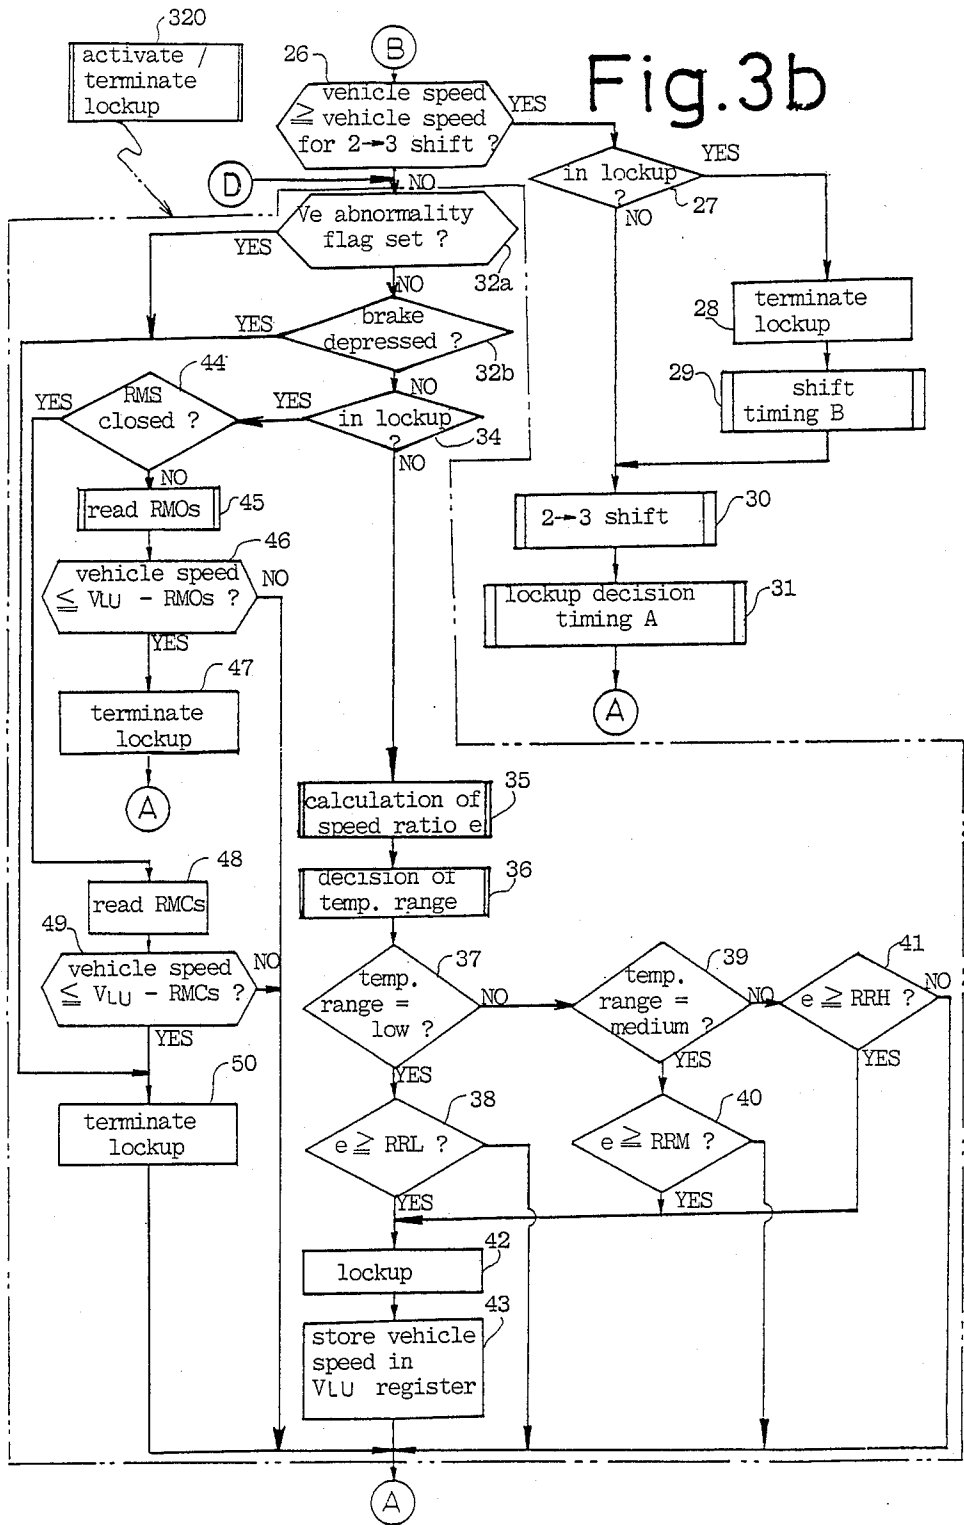 320
activate /
terminate
lockup
B
Fig.3b
26
vehicle speed
≧ vehicle speed
for 2→3 shift ?
YES
NO
D
in lockup
?
27
YES
NO
Ve abnormality
flag set ?
32a
YES
NO
28
terminate
lockup
brake
depressed ?
32b
YES
NO
29
shift
timing B
44
RMS
closed ?
YES
NO
in lockup
?
34
YES
NO
read RMOs
45
2→3 shift
30
46
vehicle speed
≦ VLU - RMOs ?
NO
YES
lockup decision
timing A
31
47
terminate
lockup
A
A
calculation of
speed ratio e
35
48
read RMCs
decision of
temp. range
36
49
vehicle speed
≦ VLU - RMCs ?
NO
YES
temp.
range =
low ?
37
NO
YES
temp.
range =
medium ?
39
NO
YES
41
e ≧ RRH ?
NO
YES
50
terminate
lockup
38
e ≧ RRL ?
YES
40
e ≧ RRM ?
YES
lockup
42
store vehicle
speed in
VLU register
43
A